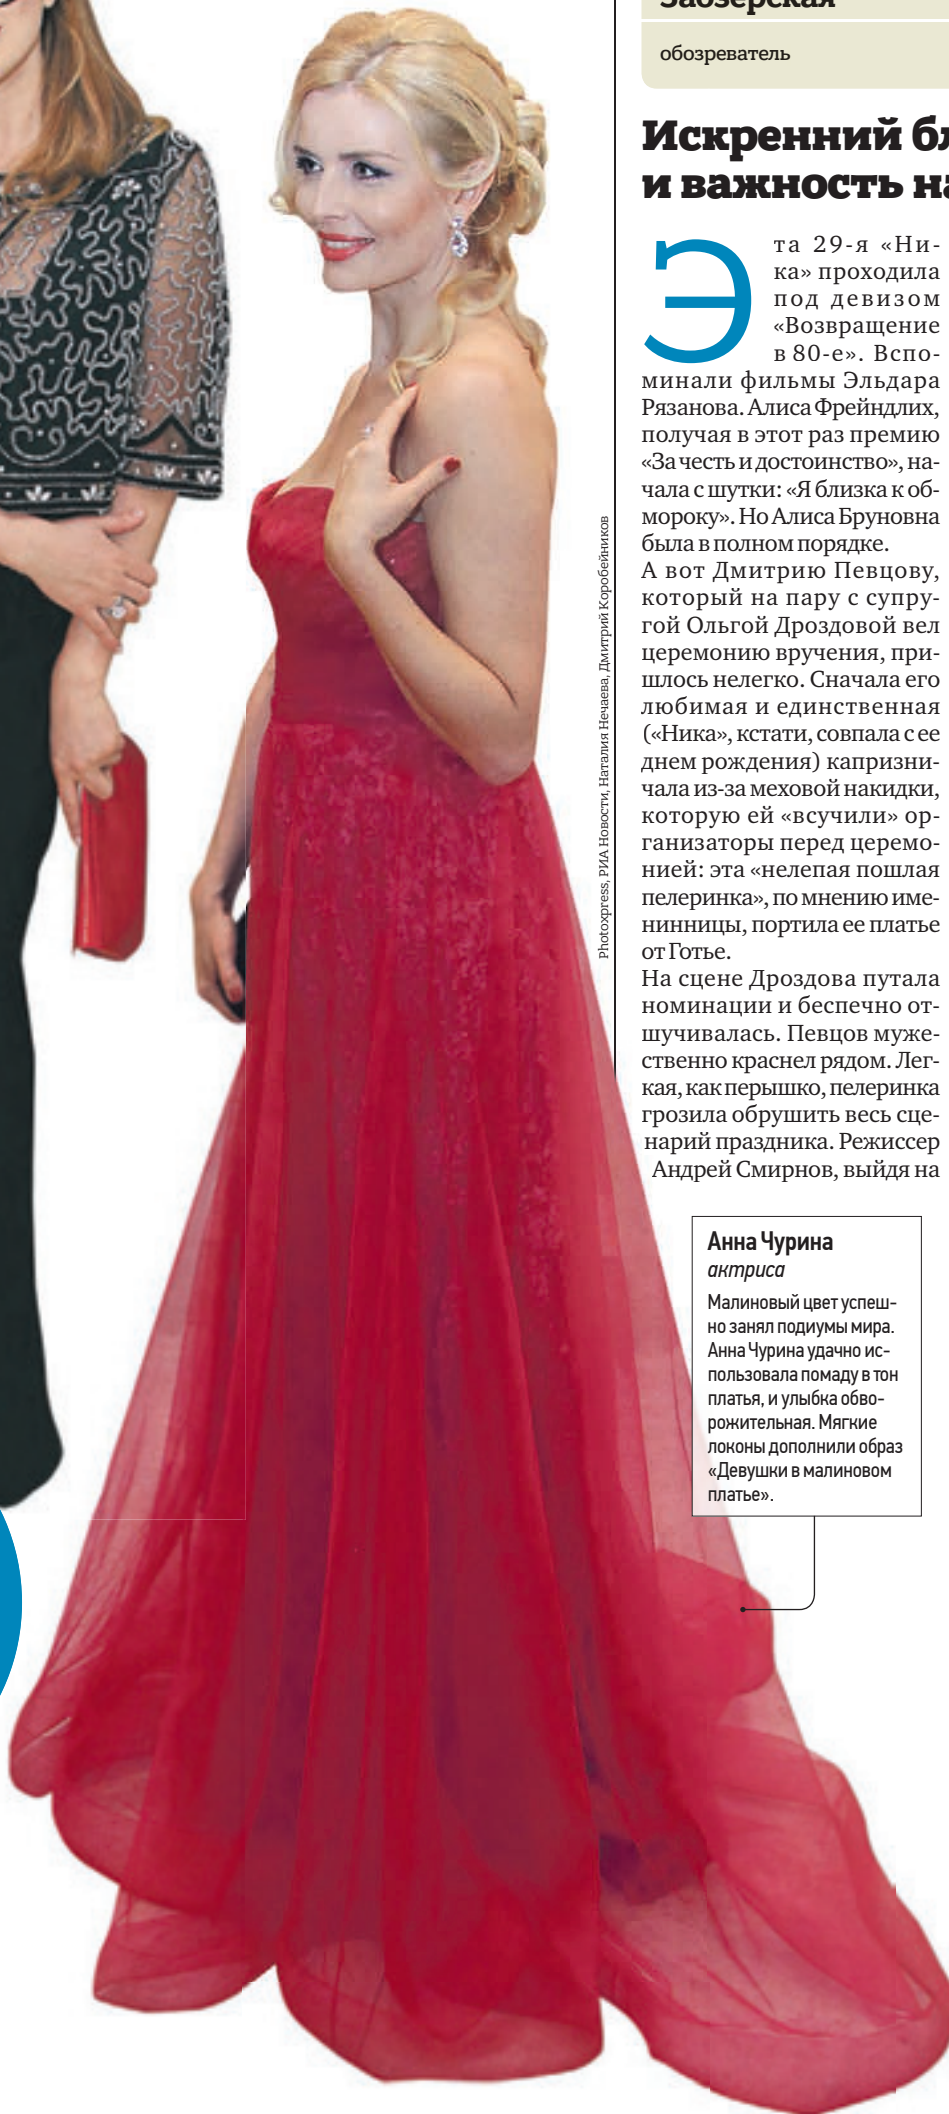 Заозерская
обозреватель
Искренний
и важность
Эта 29-я «Ни-
ка» проходила
под девизом
«Возвращение
в 80-е». Вспо-
минали фильмы Эльдара
Рязанова. Алиса Фрейндлих,
получая в этот раз премию
«За честь и достоинство», на-
чала с шутки: «Я близка к об-
мороку». Но Алиса Бруновна
была в полном порядке.
А вот Дмитрию Певцову,
который на пару с супру-
гой Ольгой Дроздовой вел
церемонию вручения, при-
шлось нелегко. Сначала его
любимая и единственная
(«Ника», кстати, совпала с ее
днем рождения) капризни-
чала из-за меховой накидки,
которую ей «всучили» ор-
ганизаторы перед церемо-
нией: эта «нелепая пошлая
пелеринка», по мнению име-
нинницы, портила ее платье
от Готье.
На сцене Дроздова путала
номинации и беспечно от-
шучивалась. Певцов муже-
ственно краснел рядом. Лег-
кая, как перышко, пелеринка
грозила обрушить весь сце-
нарий праздника. Режиссер
Андрей Смирнов, выйдя на
Photoxpress, РИА Новости, Наталия Нечаева, Дмитрий Коробейников
Анна Чурина
актриса
Малиновый цвет успеш-
но занял подиумы мира.
Анна Чурина удачно ис-
пользовала помаду в тон
платья, и улыбка обво-
рожительная. Мягкие
локоны дополнили образ
«Девушки в малиновом
платье».